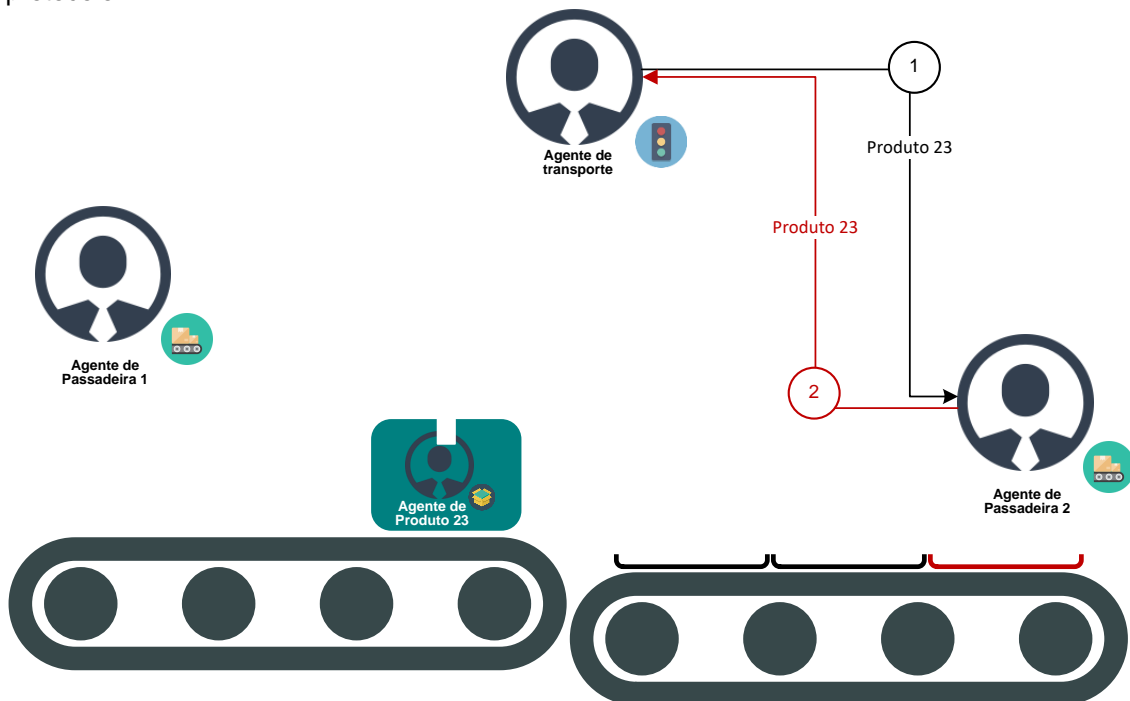 1
Agente de
transporte
Produto 23
Produto 23
Agente de
Passadeira 1
2
Agente de
Produto 23
Agente de
Passadeira 2